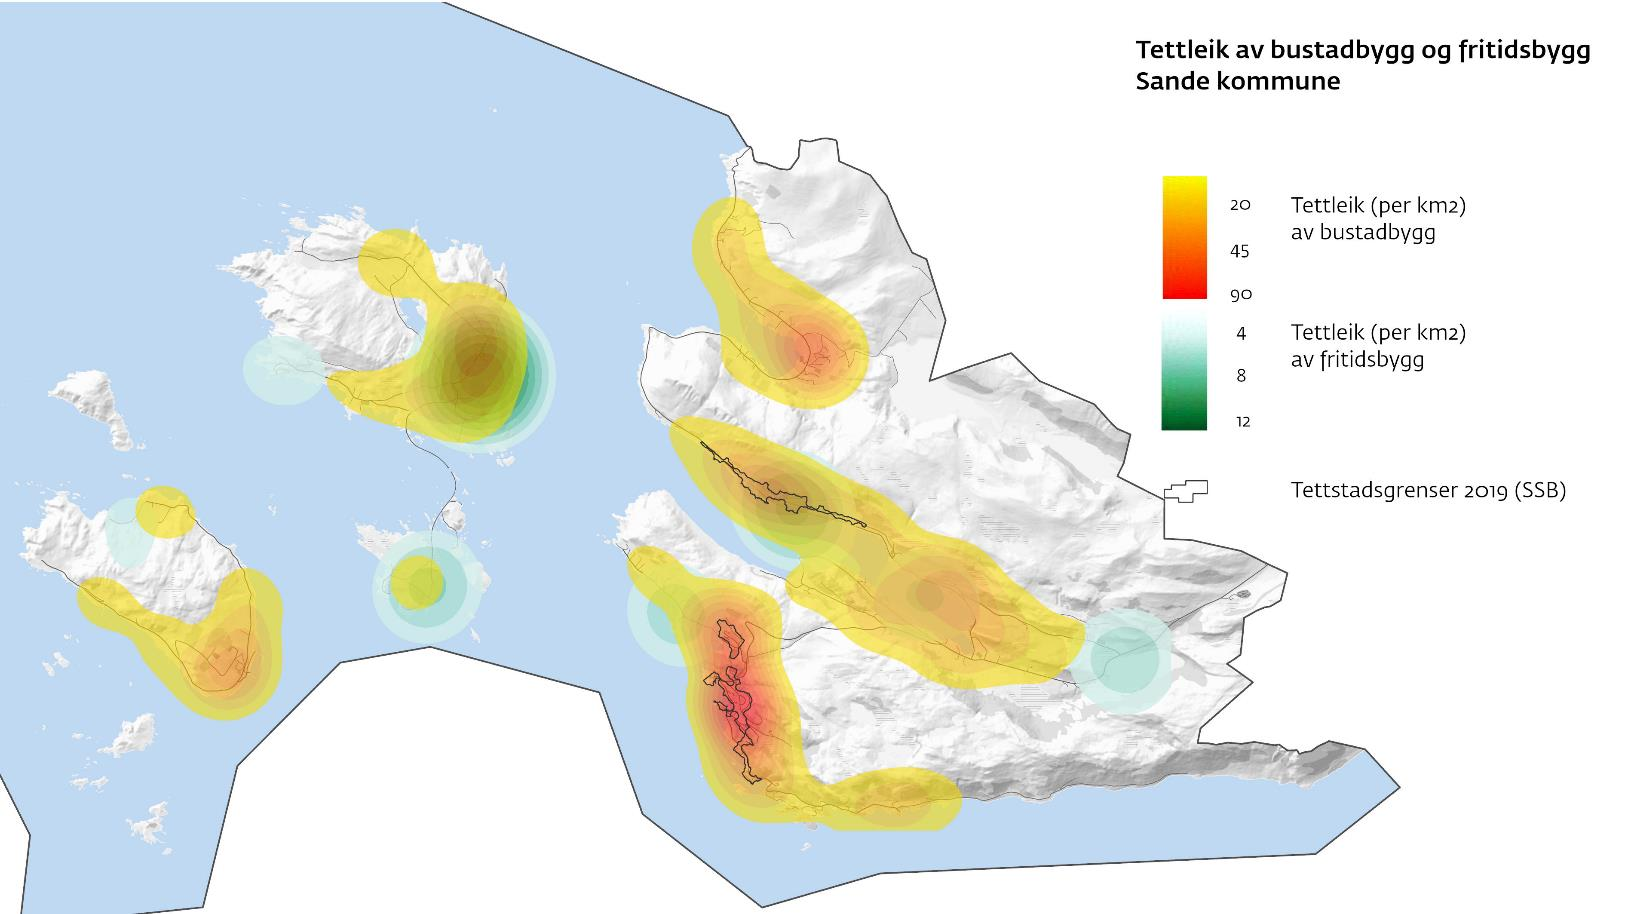 Tettleik av bustadbygg og fritidsbygg
Sande kommune
20
45
90
Tettleik (per km2)
av bustadbygg
4
8
12
Tettleik (per km2)
av fritidsbygg
Tettstadsgrenser 2019 (SSB)